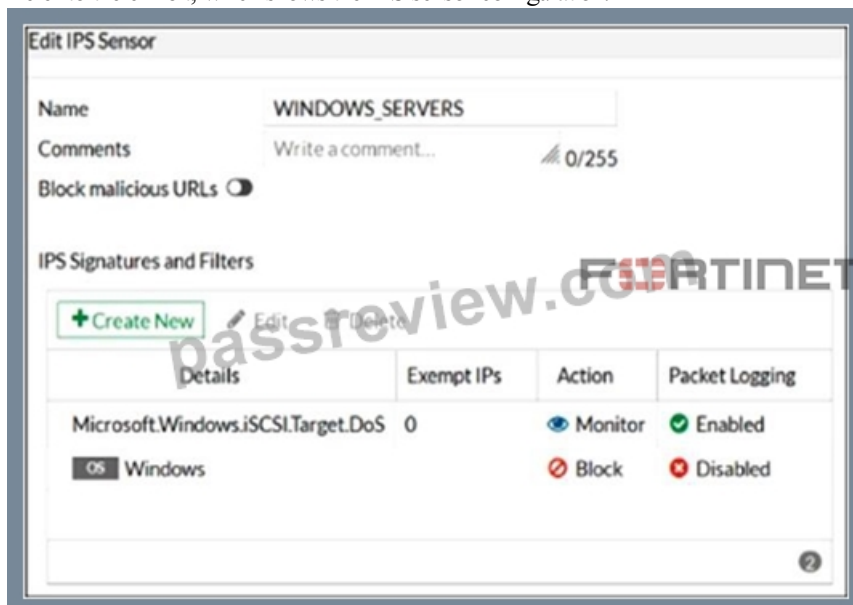 Edit IPS Sensor
Name WINDOWS_SERVERS
Comments Write a comment... 0/255
Block malicious URLs
IPS Signatures and Filters
FORTINET
passreview.com
+ Create New Edit Delete
Details Exempt IPs Action Packet Logging
Microsoft.Windows.iSCSI.Target.DoS 0 Monitor Enabled
OS Windows Block Disabled
2